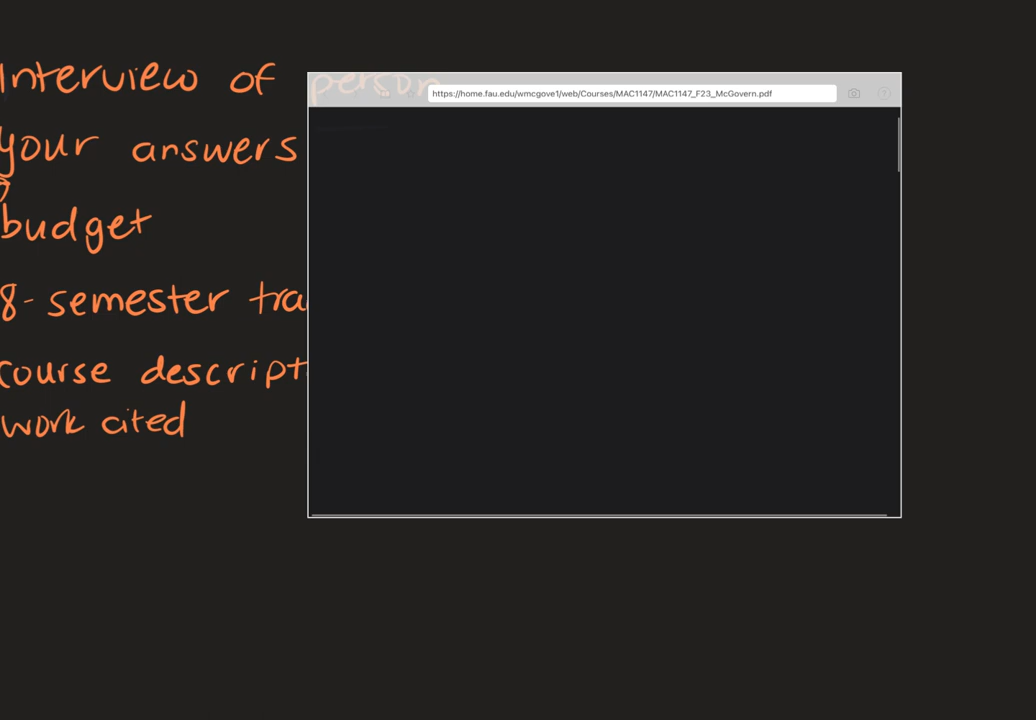 Interview of person
https://home.fau.edu/wmcgove1/web/Courses/MAC1147/MAC1147_F23_McGovern.pdf
your answers
budget
8-semester tra
course descript
work cited